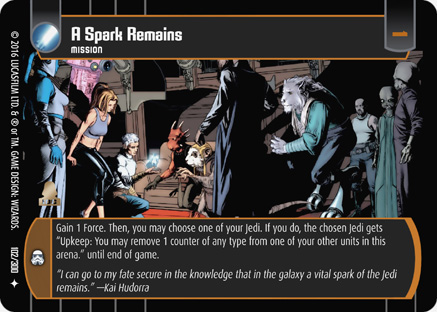 A Spark Remains
MISSION
Gain 1 Force. Then, you may choose one of your Jedi. If you do, the chosen Jedi gets
"Upkeep: You may remove 1 counter of any type from one of your other units in this
arena." until end of game.
"I can go to my fate secure in the knowledge that in the galaxy a vital spark of the Jedi
remains." —Kai Hudorra
© 2016 LUCASFILM LTD. & ® or TM. GAME DESIGN: WIZARDS.
102/300